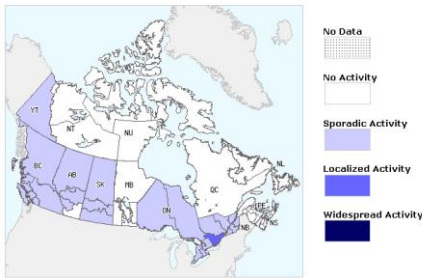 No Data
No Activity
Sporadic Activity
Localized Activity
Widespread Activity
YT
NT
NU
BC
AB
SK
MB
ON
QC
NL
PE
NB
NS